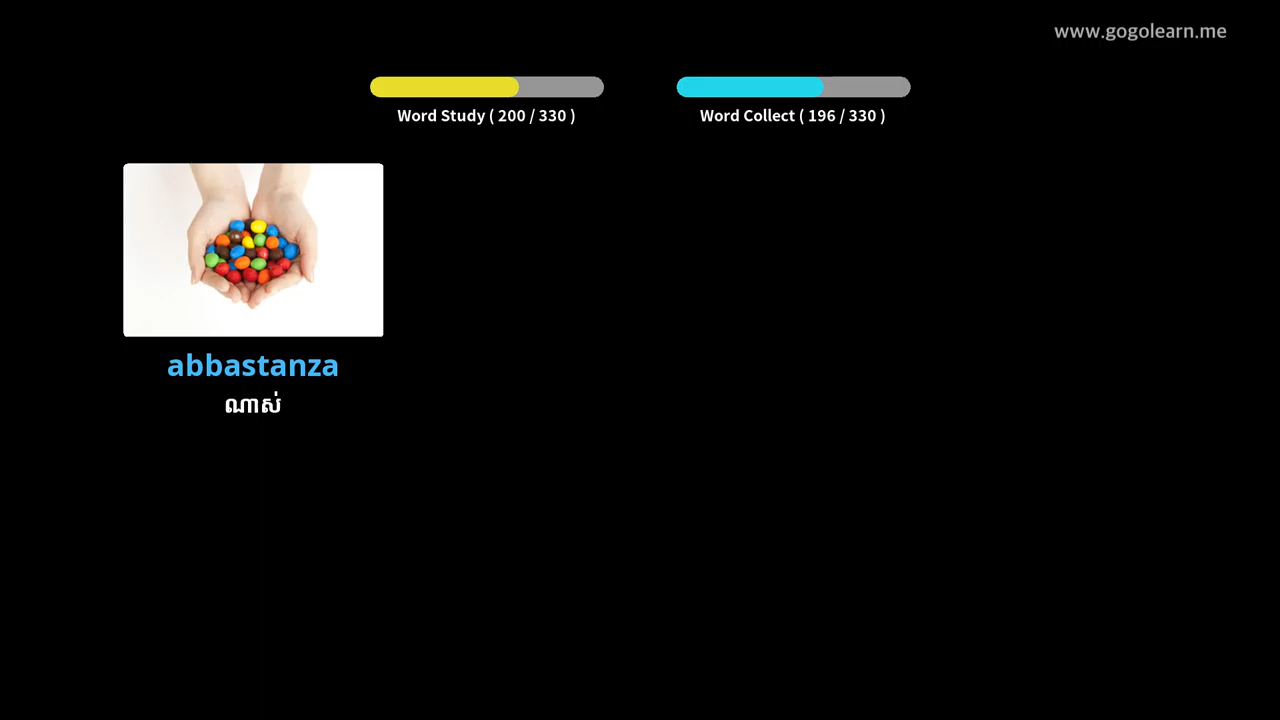 www.gogolearn.me
Word Study ( 200 / 330 )
Word Collect ( 196 / 330 )
abbastanza
ណាស់